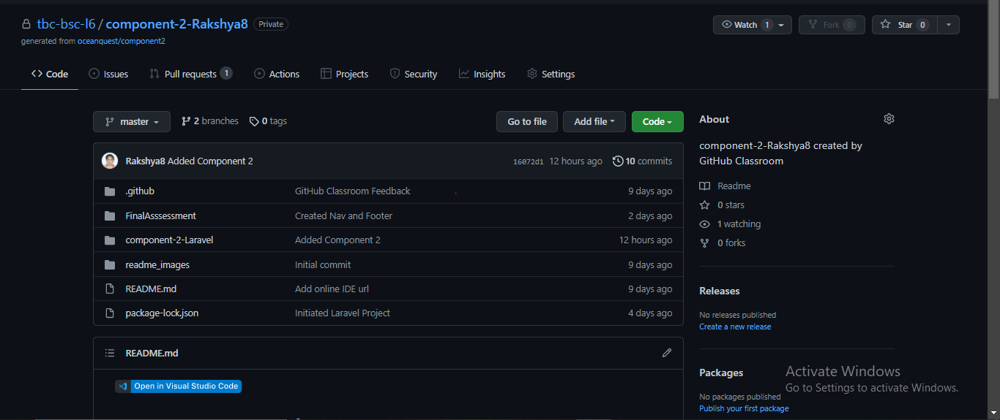 tbc-bsc-l6 / component-2-Rakshya8 Private
Watch 1 Fork 0 Star 0
generated from oceanquest/component2
Code Issues Pull requests 1 Actions Projects Security Insights Settings
master 2 branches 0 tags Go to file Add file Code
Rakshya8 Added Component 2 16072d1 12 hours ago 10 commits
.github GitHub Classroom Feedback 9 days ago
FinalAsssessment Created Nav and Footer 2 days ago
component-2-Laravel Added Component 2 12 hours ago
readme_images Initial commit 9 days ago
README.md Add online IDE url 9 days ago
package-lock.json Initiated Laravel Project 4 days ago
README.md
Open in Visual Studio Code
About
component-2-Rakshya8 created by
GitHub Classroom
Readme
0 stars
1 watching
0 forks
Releases
No releases published
Create a new release
Packages
No packages published
Publish your first package
Activate Windows
Go to Settings to activate Windows.